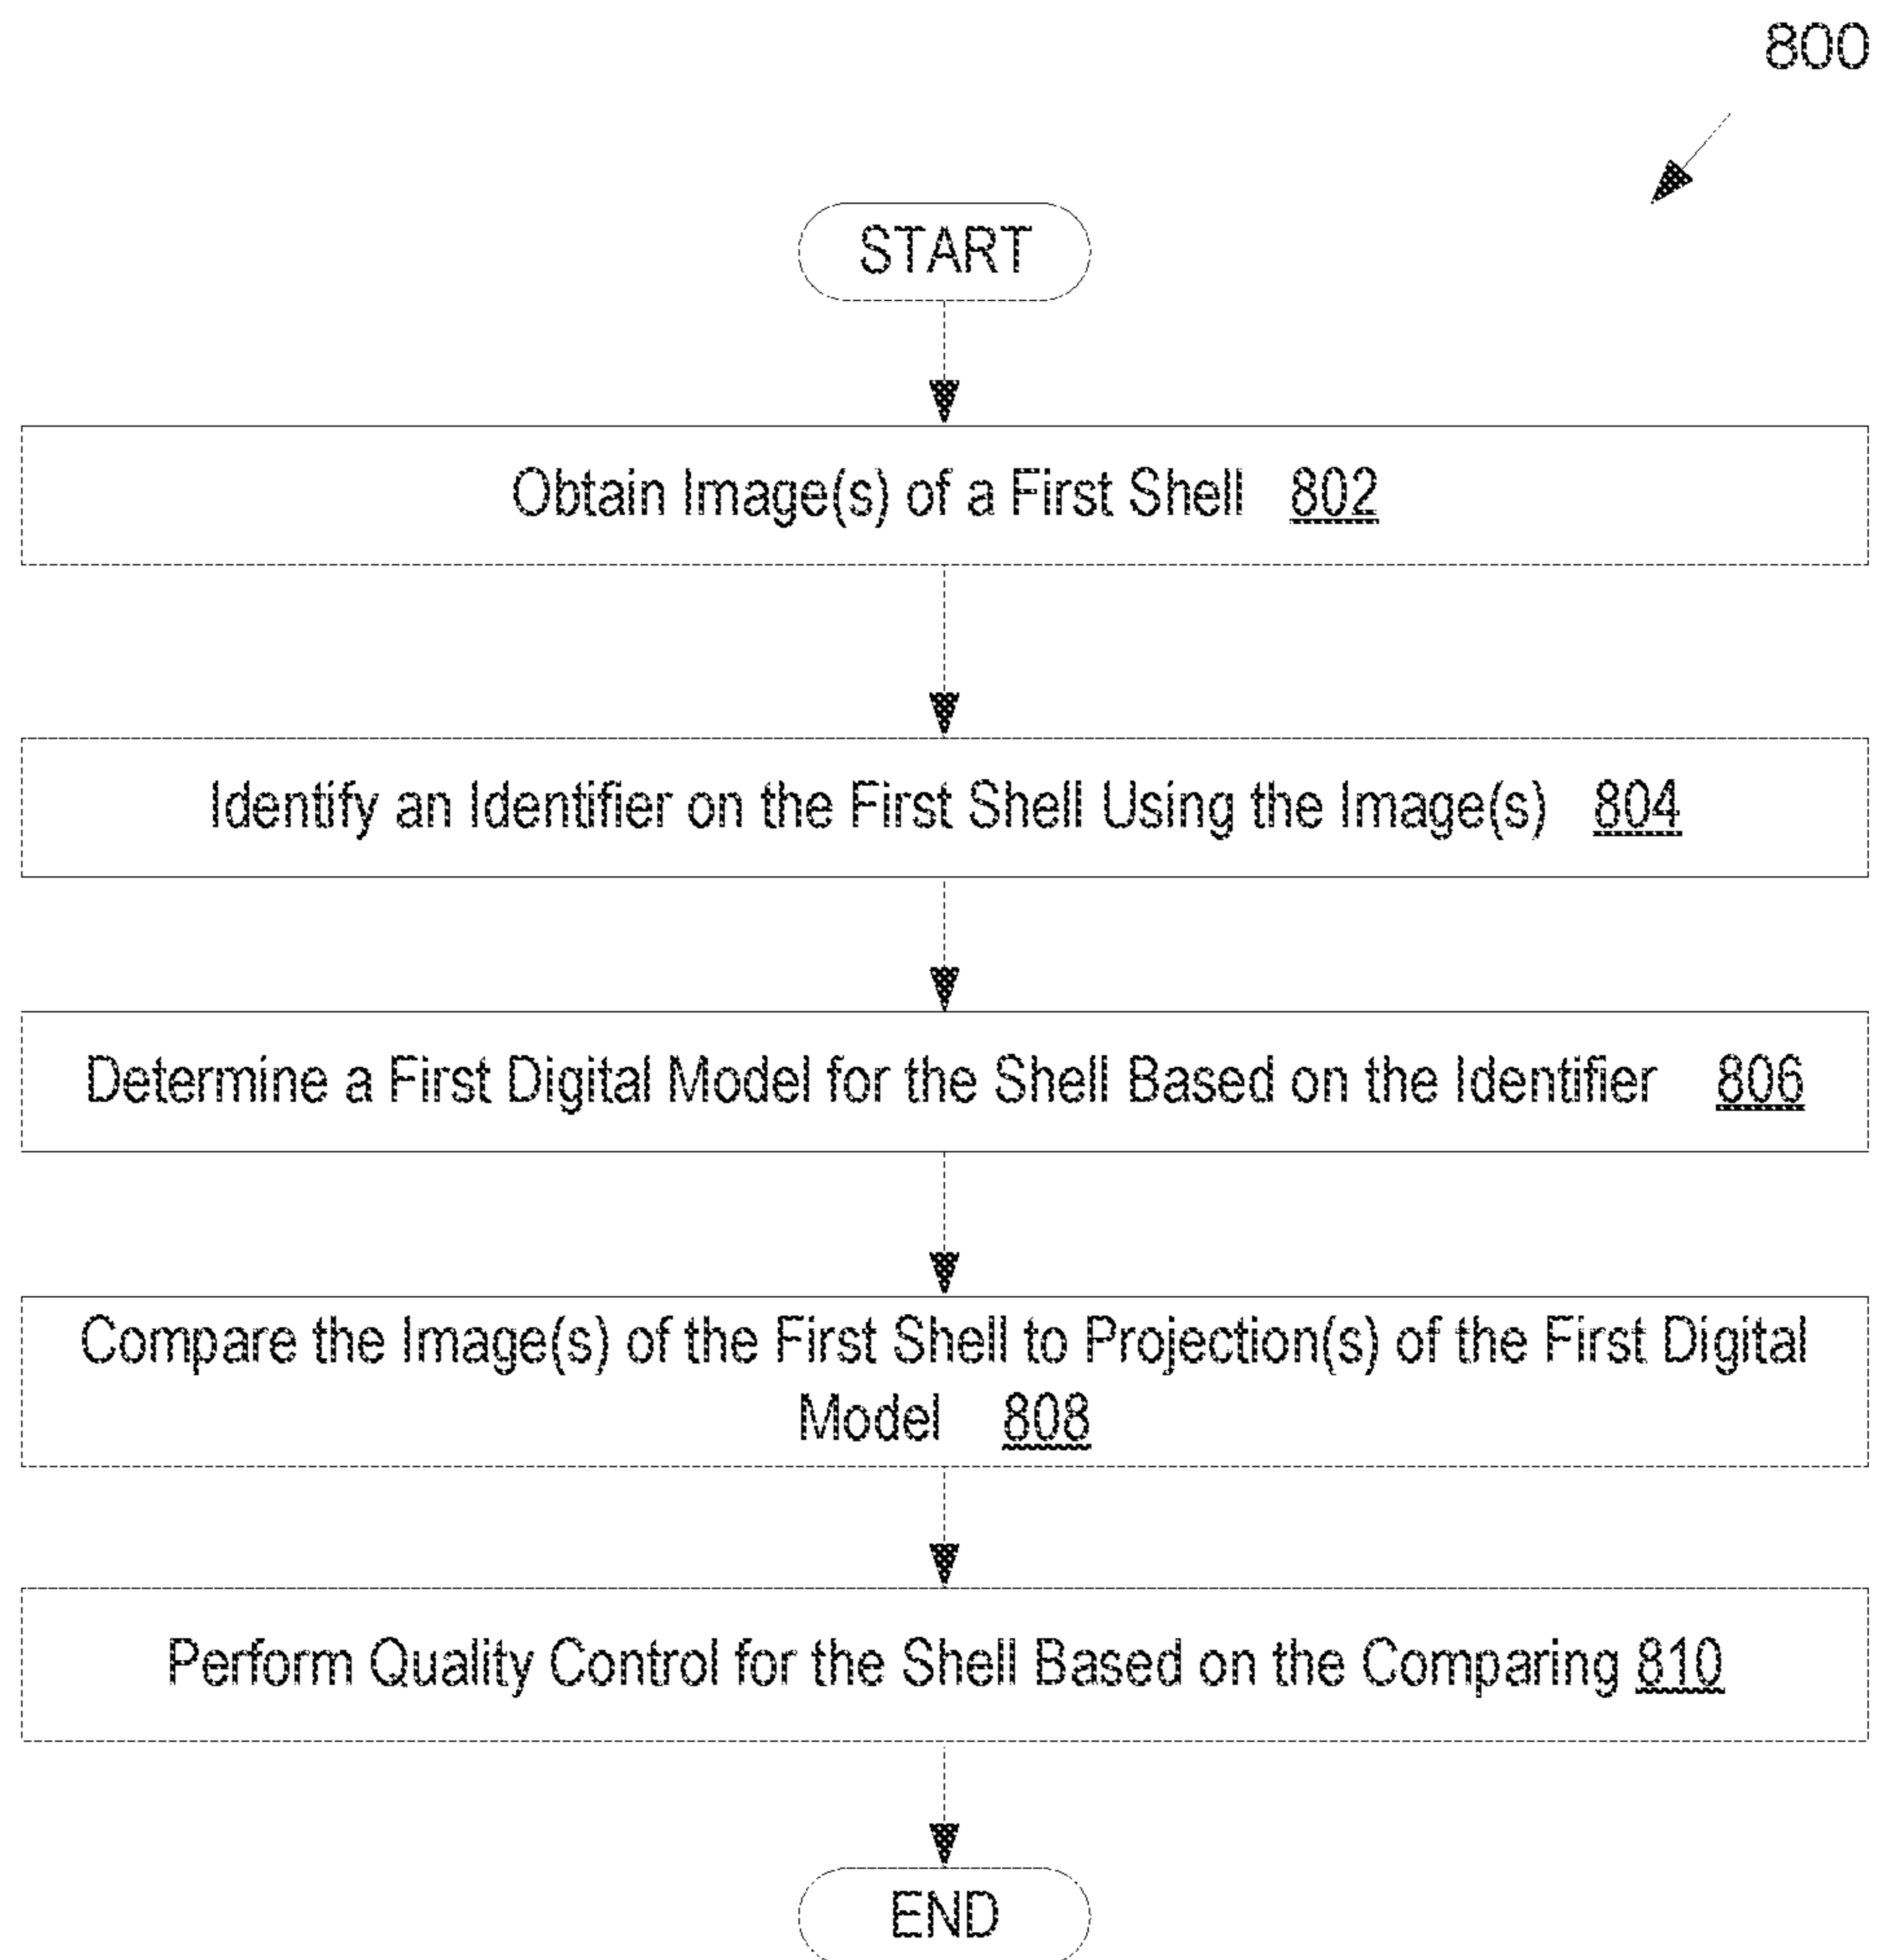 800
START
Obtain Image(s) of a First Shell 802
Identify an Identifier on the First Shell Using the Image(s) 804
Determine a First Digital Model for the Shell Based on the Identifier 806
Compare the Image(s) of the First Shell to Projection(s) of the First Digital
Model 808
Perform Quality Control for the Shell Based on the Comparing 810
END